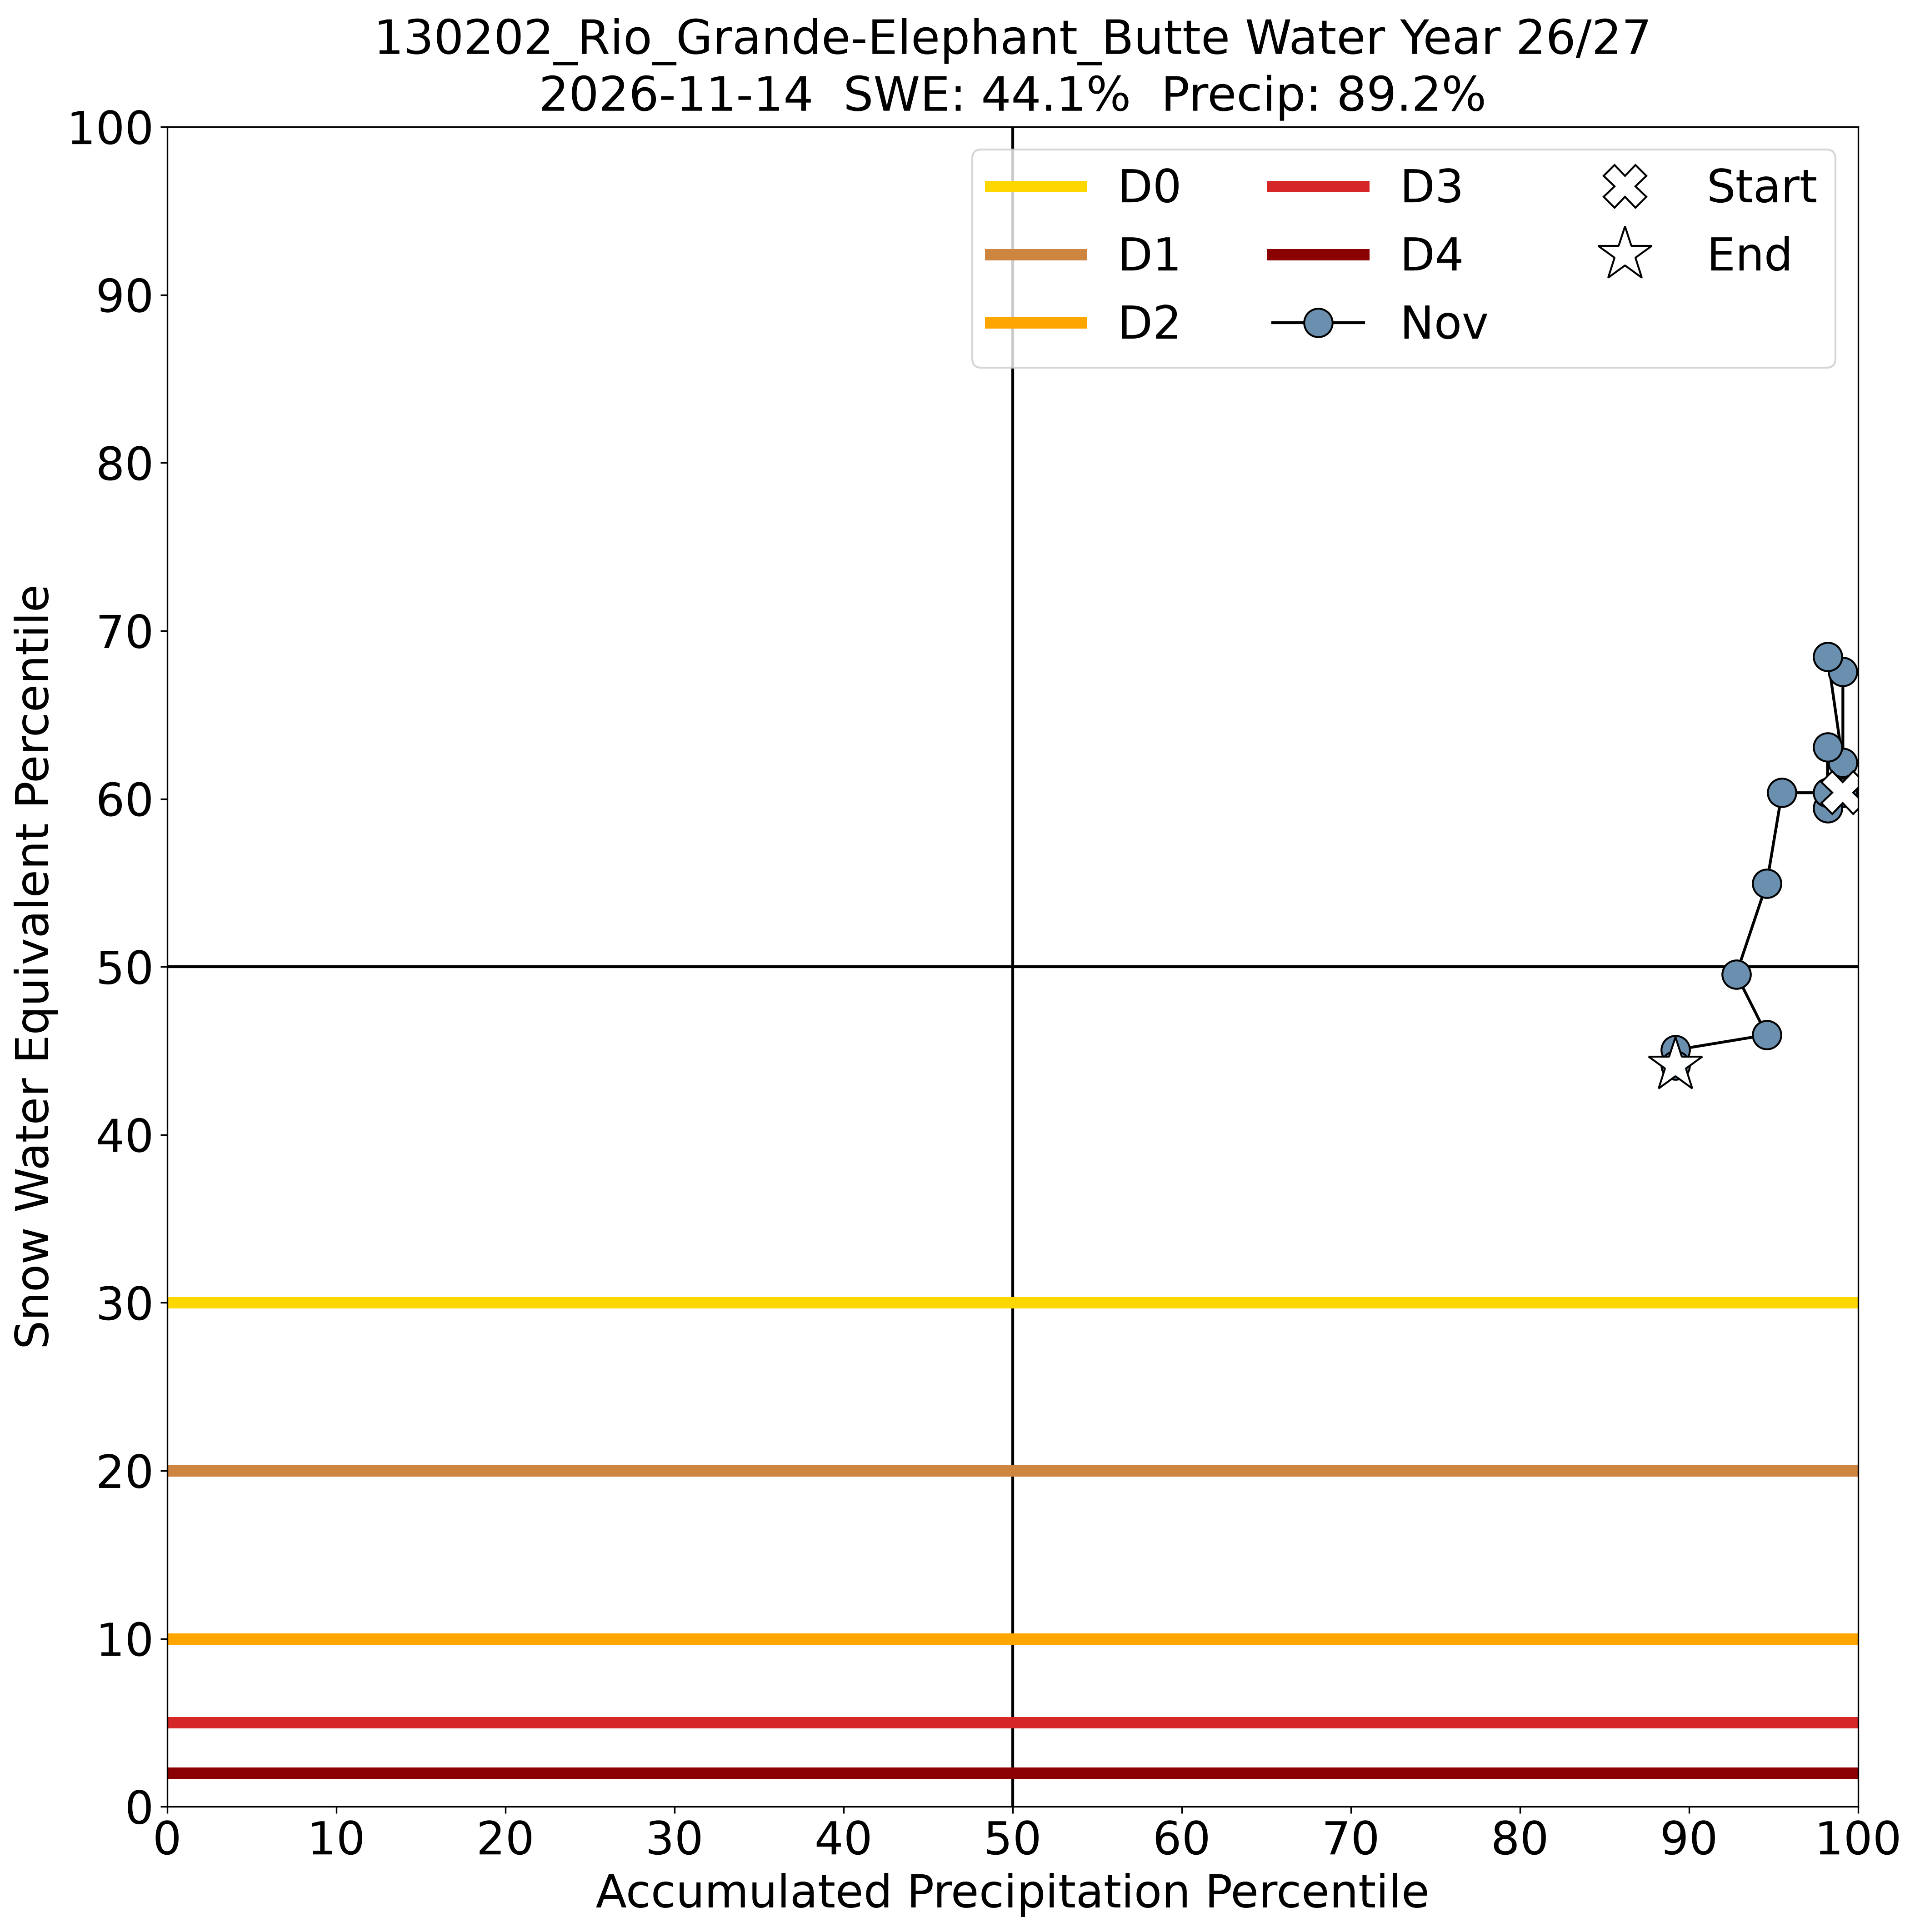 130202_Rio_Grande-Elephant_Butte Water Year 26/27
2026-11-14 SWE: 44.1% Precip: 89.2%
100
90
80
70
60
50
40
30
20
10
0
Snow Water Equivalent Percentile
D0
D1
D2
D3
D4
Nov
Start
End
0 10 20 30 40 50 60 70 80 90 100
Accumulated Precipitation Percentile